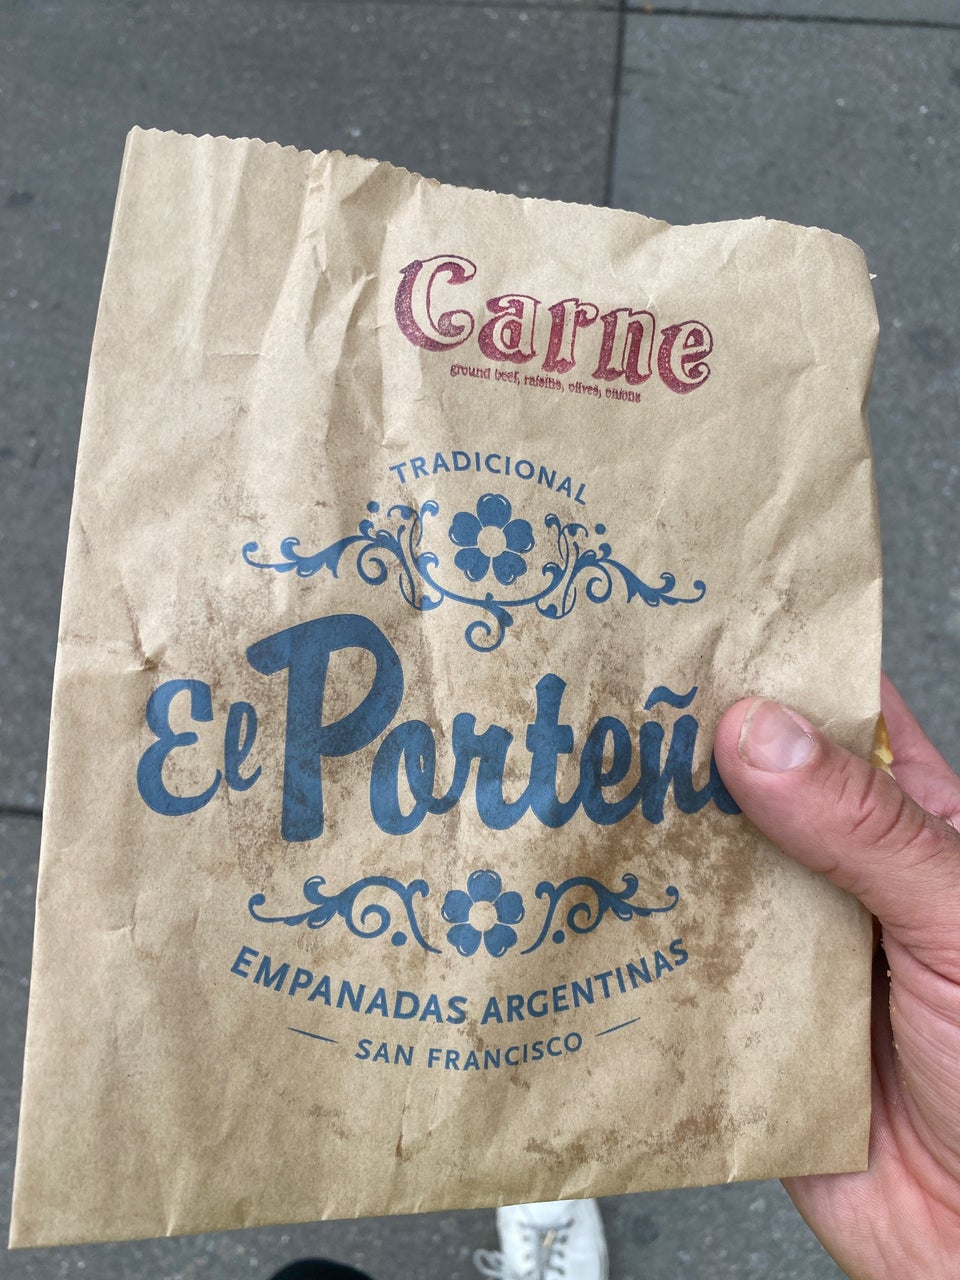 Carne
ground beef, raisins, olives, onions
TRADICIONAL
El Porteñ
EMPANADAS ARGENTINAS
SAN FRANCISCO